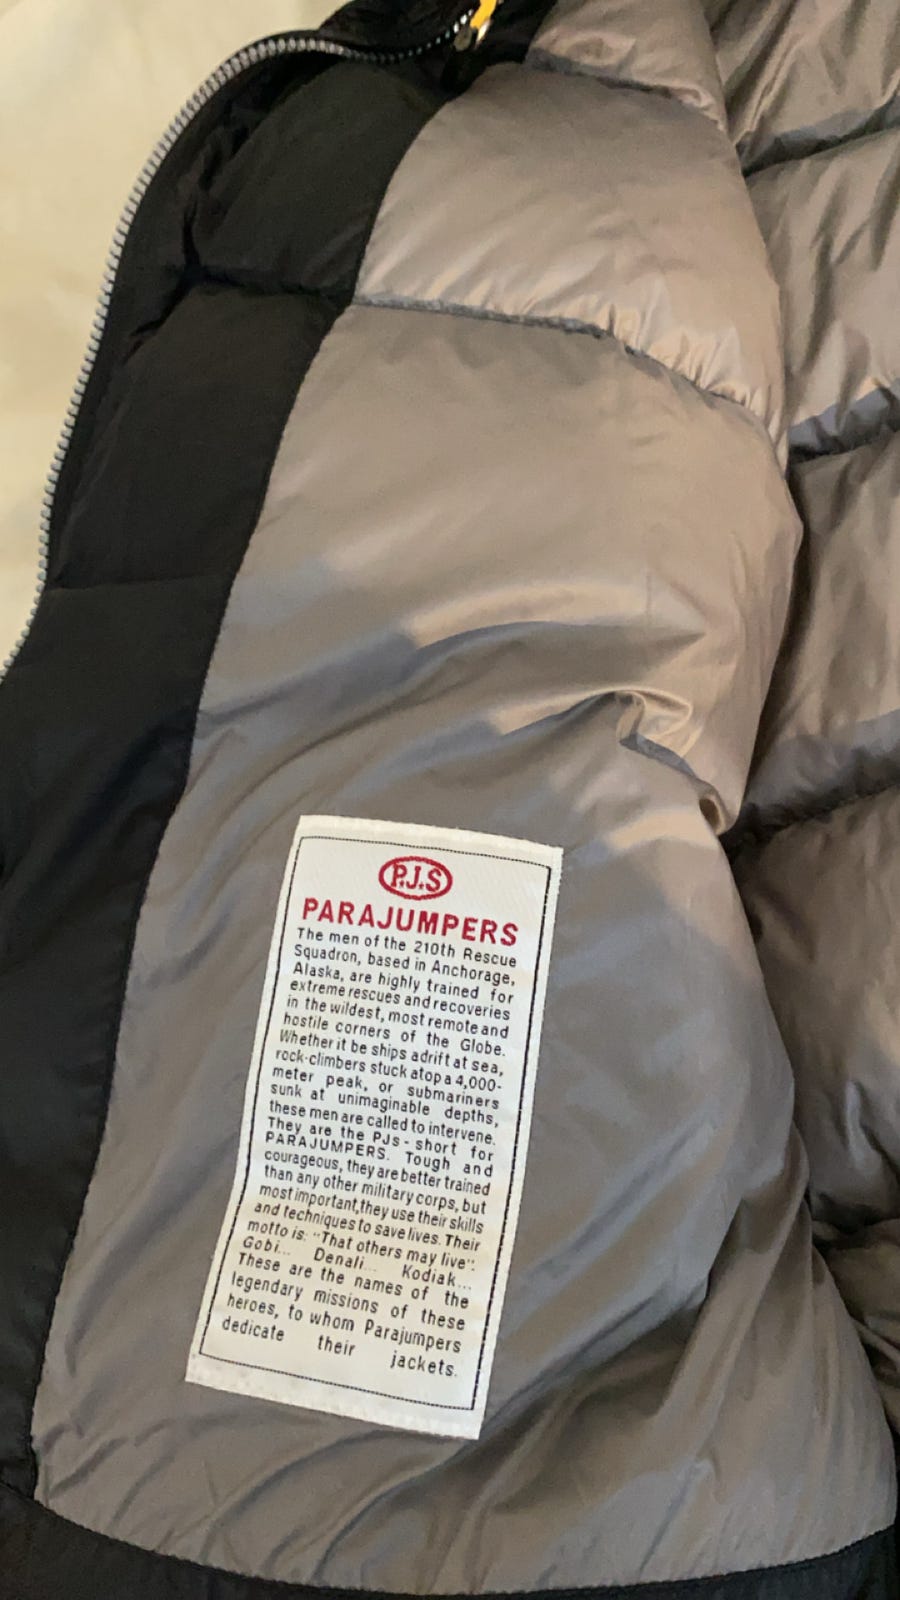 P.J.S
PARAJUMPERS
The men of the 210th Rescue
Squadron, based in Anchorage,
Alaska, are highly trained for
extreme rescues and recoveries
in the wildest, most remote and
hostile corners of the Globe.
Whether it be ships adrift at sea,
rock-climbers stuck atop a 4,000-
meter peak, or submariners
sunk at unimaginable depths,
these men are called to intervene.
They are the PJs - short for
PARAJUMPERS. Tough and
courageous, they are better trained
than any other military corps, but
most important, they use their skills
and techniques to save lives. Their
motto is: "That others may live".
Gobi... Denali... Kodiak...
These are the names of the
legendary missions of these
heroes, to whom Parajumpers
dedicate their jackets.